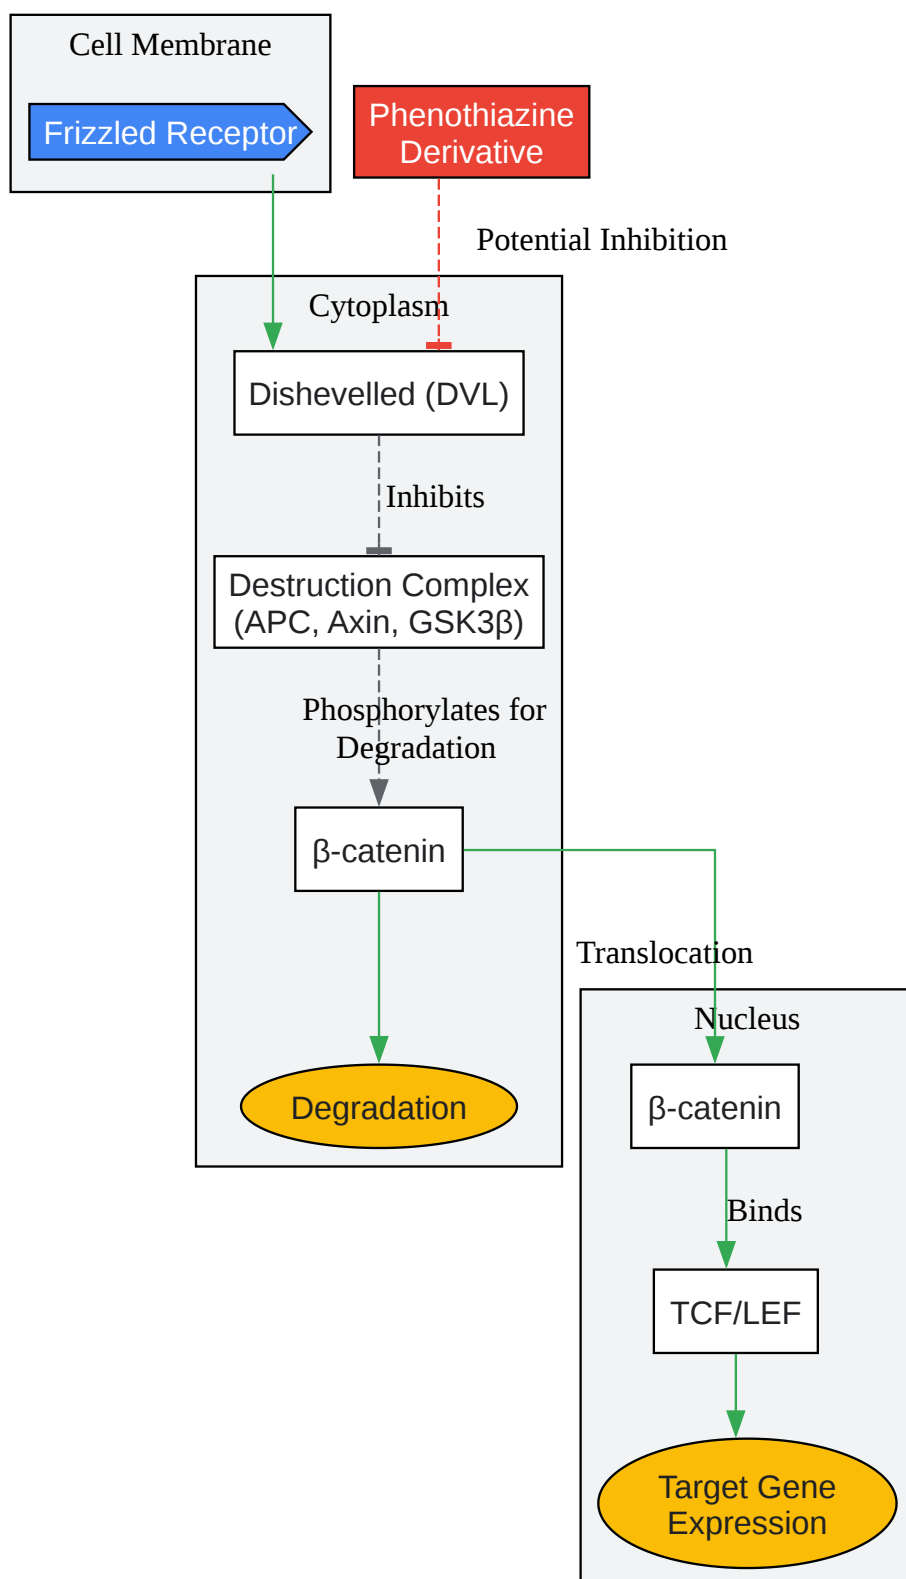 Cell Membrane
Frizzled Receptor
Phenothiazine
Derivative
Potential Inhibition
Cytoplasm
Dishevelled (DVL)
Inhibits
Destruction Complex
(APC, Axin, GSK3β)
Phosphorylates for
Degradation
β-catenin
Translocation
Nucleus
Degradation
β-catenin
Binds
TCF/LEF
Target Gene
Expression